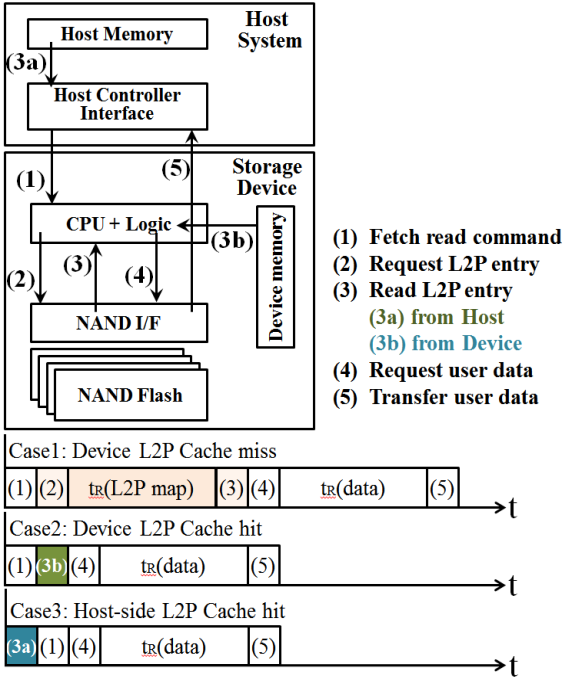 Host
System
Host Memory
(3a)
Host Controller
Interface
(1)
(5)
Storage
Device
CPU + Logic
(3b)
Device memory
(2)
(3)
(4)
NAND I/F
NAND Flash
(1) Fetch read command
(2) Request L2P entry
(3) Read L2P entry
(3a) from Host
(3b) from Device
(4) Request user data
(5) Transfer user data
Case1: Device L2P Cache miss
(1) (2) tR(L2P map) (3) (4) tR(data) (5)
t
Case2: Device L2P Cache hit
(1) (3b) (4) tR(data) (5)
t
Case3: Host-side L2P Cache hit
(3a) (1) (4) tR(data) (5)
t